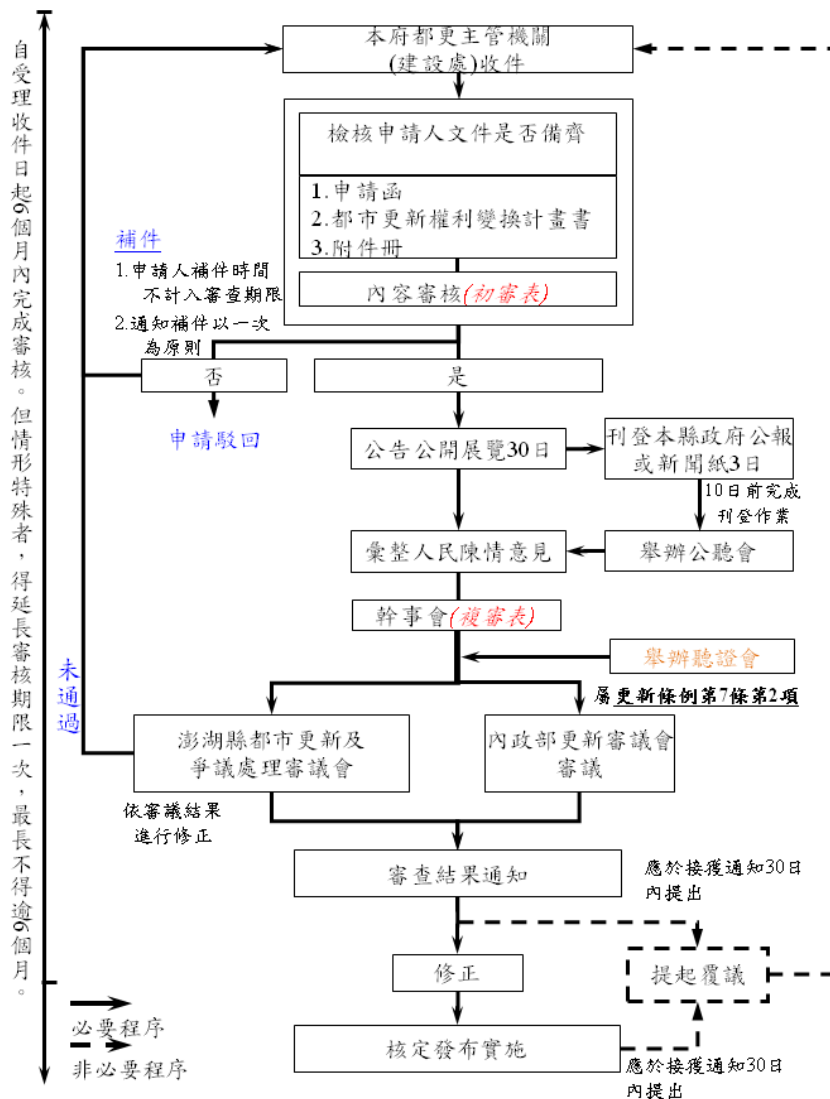 本府都更主管機關
(建設處)收件
自受理收件日起6個月內完成審核。但情形特殊者，得延長審核期限一次，最長不得逾6個月。
檢核申請人文件是否備齊
1.申請函
2.都市更新權利變換計畫書
3.附件冊
內容審核(初審表)
補件
1.申請人補件時間
不計入審查期限
2.通知補件以一次
為原則
否
是
申請駁回
公告公開展覽30日
刊登本縣政府公報
或新聞紙3日
10日前完成
刊登作業
彙整人民陳情意見
舉辦公聽會
幹事會(複審表)
舉辦聽證會
未通過
屬更新條例第7條第2項
澎湖縣都市更新及
爭議處理審議會
內政部更新審議會
審議
依審議結果
進行修正
審查結果通知
應於接獲通知30日
內提出
修正
提起覆議
必要程序
非必要程序
核定發布實施
應於接獲通知30日
內提出